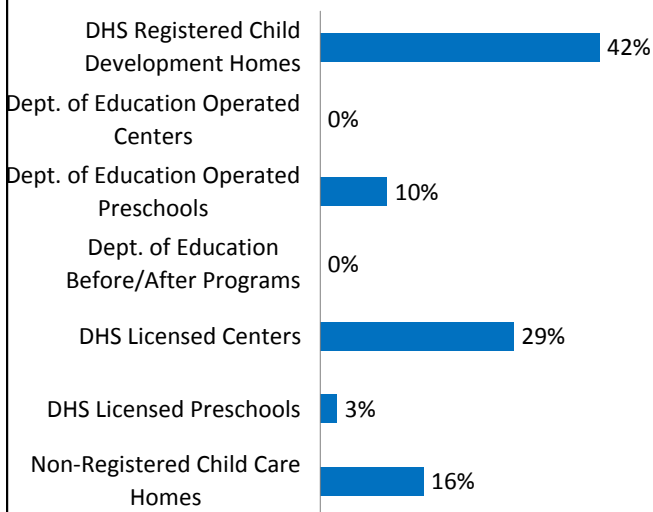 DHS Registered Child
Development Homes
42%
Dept. of Education Operated
Centers
0%
Dept. of Education Operated
Preschools
10%
Dept. of Education
Before/After Programs
0%
DHS Licensed Centers
29%
DHS Licensed Preschools
3%
Non-Registered Child Care
Homes
16%